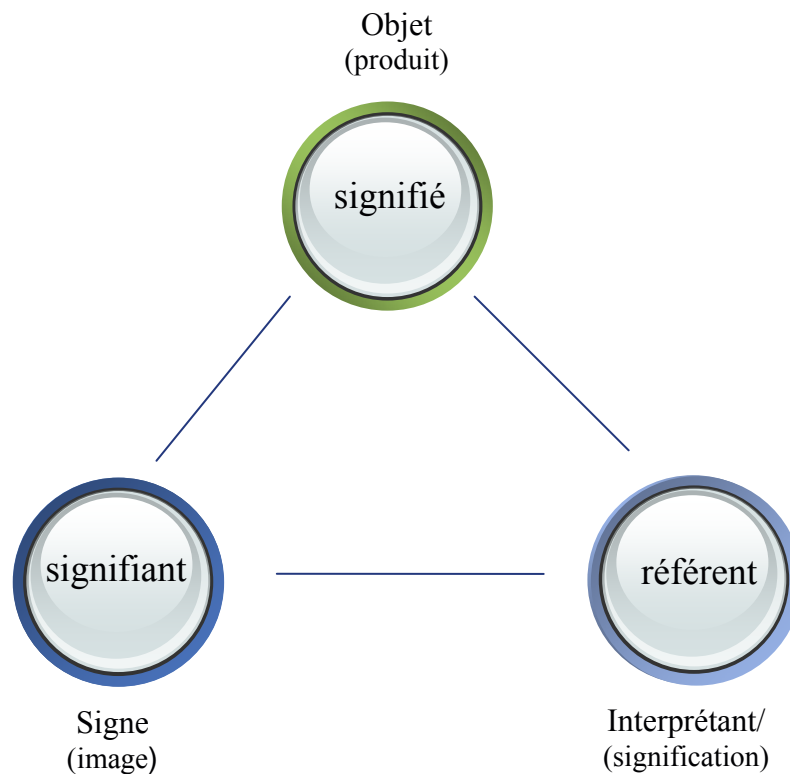 Objet
(produit)
signifié
signifiant
référent
Signe
(image)
Interprétant/
(signification)